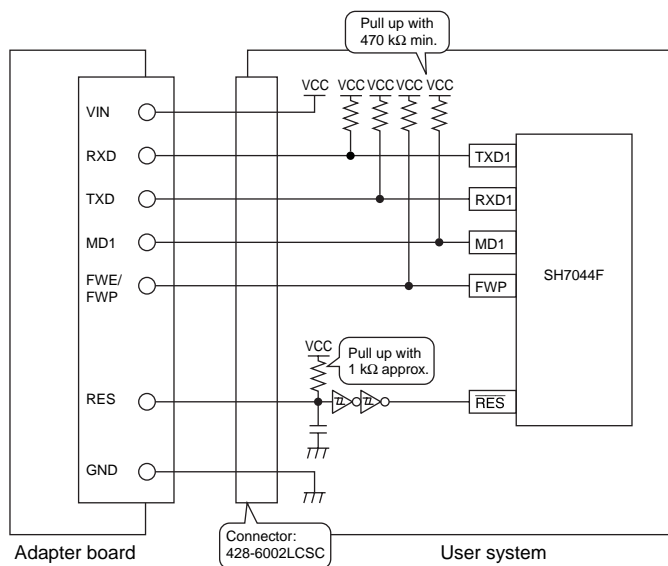 Pull up with
470 kΩ min.
VCC VCC VCC VCC VCC
VIN
RXD
TXD1
TXD
RXD1
MD1
MD1
FWE/
FWP
FWP
SH7044F
VCC
Pull up with
1 kΩ approx.
RES
RES
GND
Connector:
428-6002LCSC
Adapter board
User system